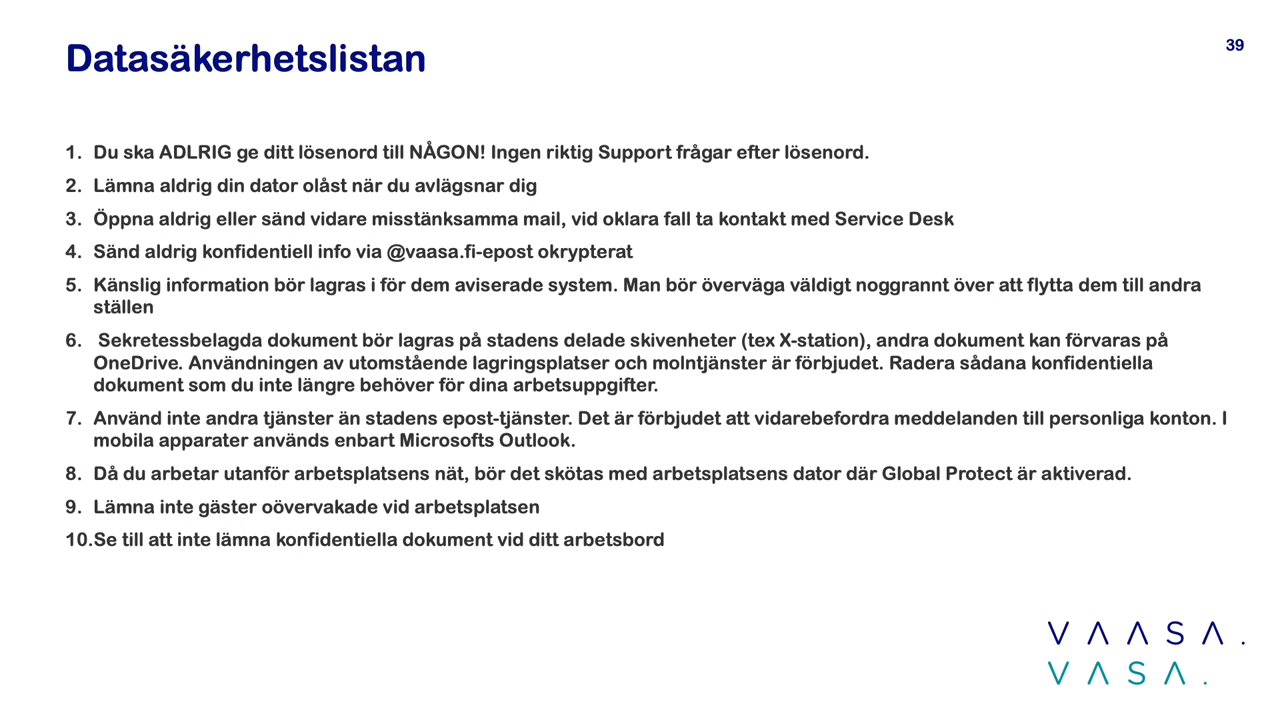 Datasäkerhetslistan
39
1. Du ska ADLRIG ge ditt lösenord till NÅGON! Ingen riktig Support frågar efter lösenord.
2. Lämna aldrig din dator olåst när du avlägsnar dig
3. Öppna aldrig eller sänd vidare misstänksamma mail, vid oklara fall ta kontakt med Service Desk
4. Sänd aldrig konfidentiell info via @vaasa.fi-epost okrypterat
5. Känslig information bör lagras i för dem aviserade system. Man bör överväga väldigt noggrannt över att flytta dem till andra
ställen
6. Sekretessbelagda dokument bör lagras på stadens delade skivenheter (tex X-station), andra dokument kan förvaras på
OneDrive. Användningen av utomstående lagringsplatser och molntjänster är förbjudet. Radera sådana konfidentiella
dokument som du inte längre behöver för dina arbetsuppgifter.
7. Använd inte andra tjänster än stadens epost-tjänster. Det är förbjudet att vidarebefordra meddelanden till personliga konton. I
mobila apparater används enbart Microsofts Outlook.
8. Då du arbetar utanför arbetsplatsens nät, bör det skötas med arbetsplatsens dator där Global Protect är aktiverad.
9. Lämna inte gäster oövervakade vid arbetsplatsen
10.Se till att inte lämna konfidentiella dokument vid ditt arbetsbord
VAASA.
VASA.